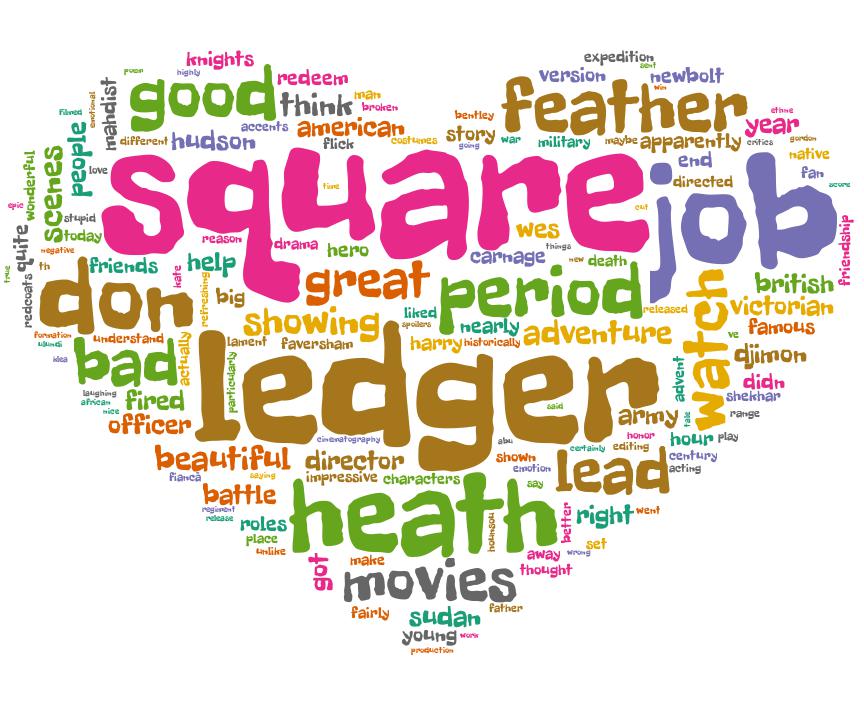 expedition
knights
poem
highly
redeem
sent
version
newbolt
win
good
think
man
broken
feather
mahdist
emotional
filmed
people
different
hudson
accents
american
flick
costumes
bentley
story
going
war
military
maybe
apparently
critics
year
ethne
gordon
wonderful
scenes
love
square
job
end
directed
native
fan
score
epic
stupid
today
quite
time
cut
reason
drama
hero
wes
things
carnage
new
death
friendship
negative
th
redcoats
true
friends
kate
help
refreshing
big
great
period
liked
spoilers
nearly
released
watch
british
victorian
famous
don
showing
adventure
formation
ulundi
understand
actually
lament
faversham
harry
historically
ve
djimon
bad
idea
particularly
ledger
advent
didn
shekhar
laughing
african
nice
fired
officer
said
army
tale
range
cinematography
abu
honor
editing
hour
play
certainly
century
acting
beautiful
director
shown
emotion
lead
fiancà
saying
impressive
characters
say
battle
heath
hounsou
regiment
release
roles
place
unlike
better
right
went
wrong
set
away
thought
got
make
movies
fairly
sudan
father
young
work
production